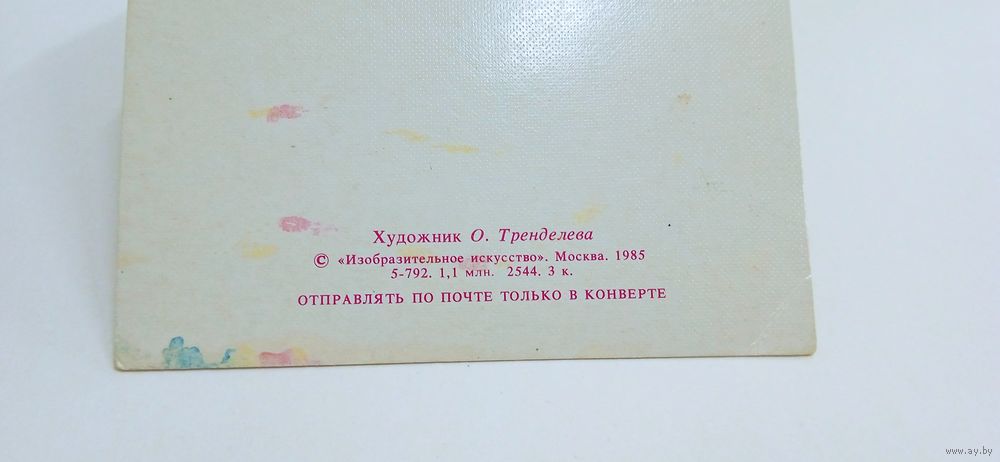 Художник О. Тренделева
© «Изобразительное искусство». Москва. 1985
5-792. 1,1 млн. 2544. 3 к.
ОТПРАВЛЯТЬ ПО ПОЧТЕ ТОЛЬКО В КОНВЕРТЕ
www.ay.by